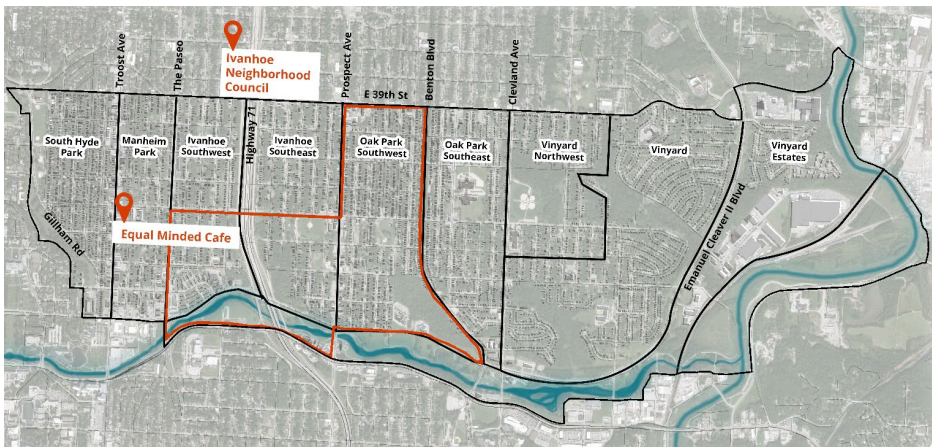 Troost Ave
The Paseo
Ivanhoe
Neighborhood
Council
Highway 71
Prospect Ave
E 39th St
Benton Blvd
Cleveland Ave
South Hyde
Park
Manheim
Park
Ivanhoe
Southwest
Ivanhoe
Southeast
Oak Park
Southwest
Oak Park
Southeast
Vinyard
Northwest
Vinyard
Vinyard
Estates
Gillham Rd
Equal Minded Cafe
Emanuel Cleaver II Blvd